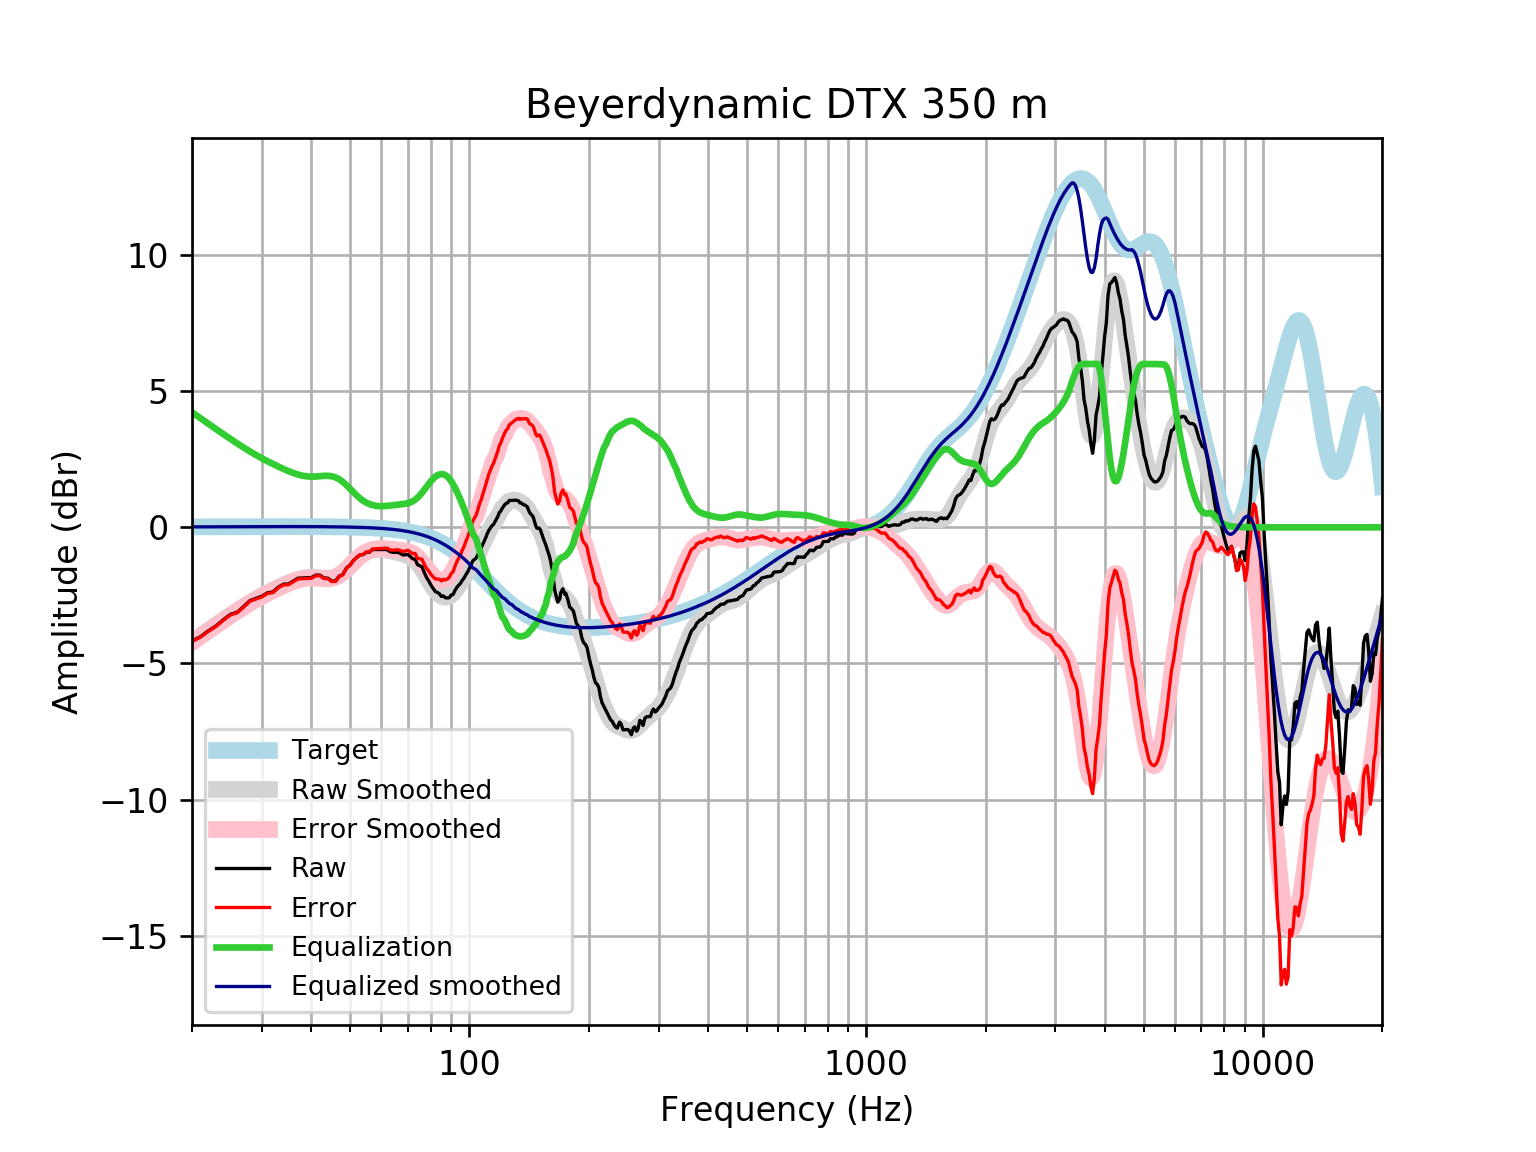 Beyerdynamic DTX 350 m
10
5
0
−5
−10
−15
Amplitude (dBr)
Target
Raw Smoothed
Error Smoothed
Raw
Error
Equalization
Equalized smoothed
100
1000
10000
Frequency (Hz)